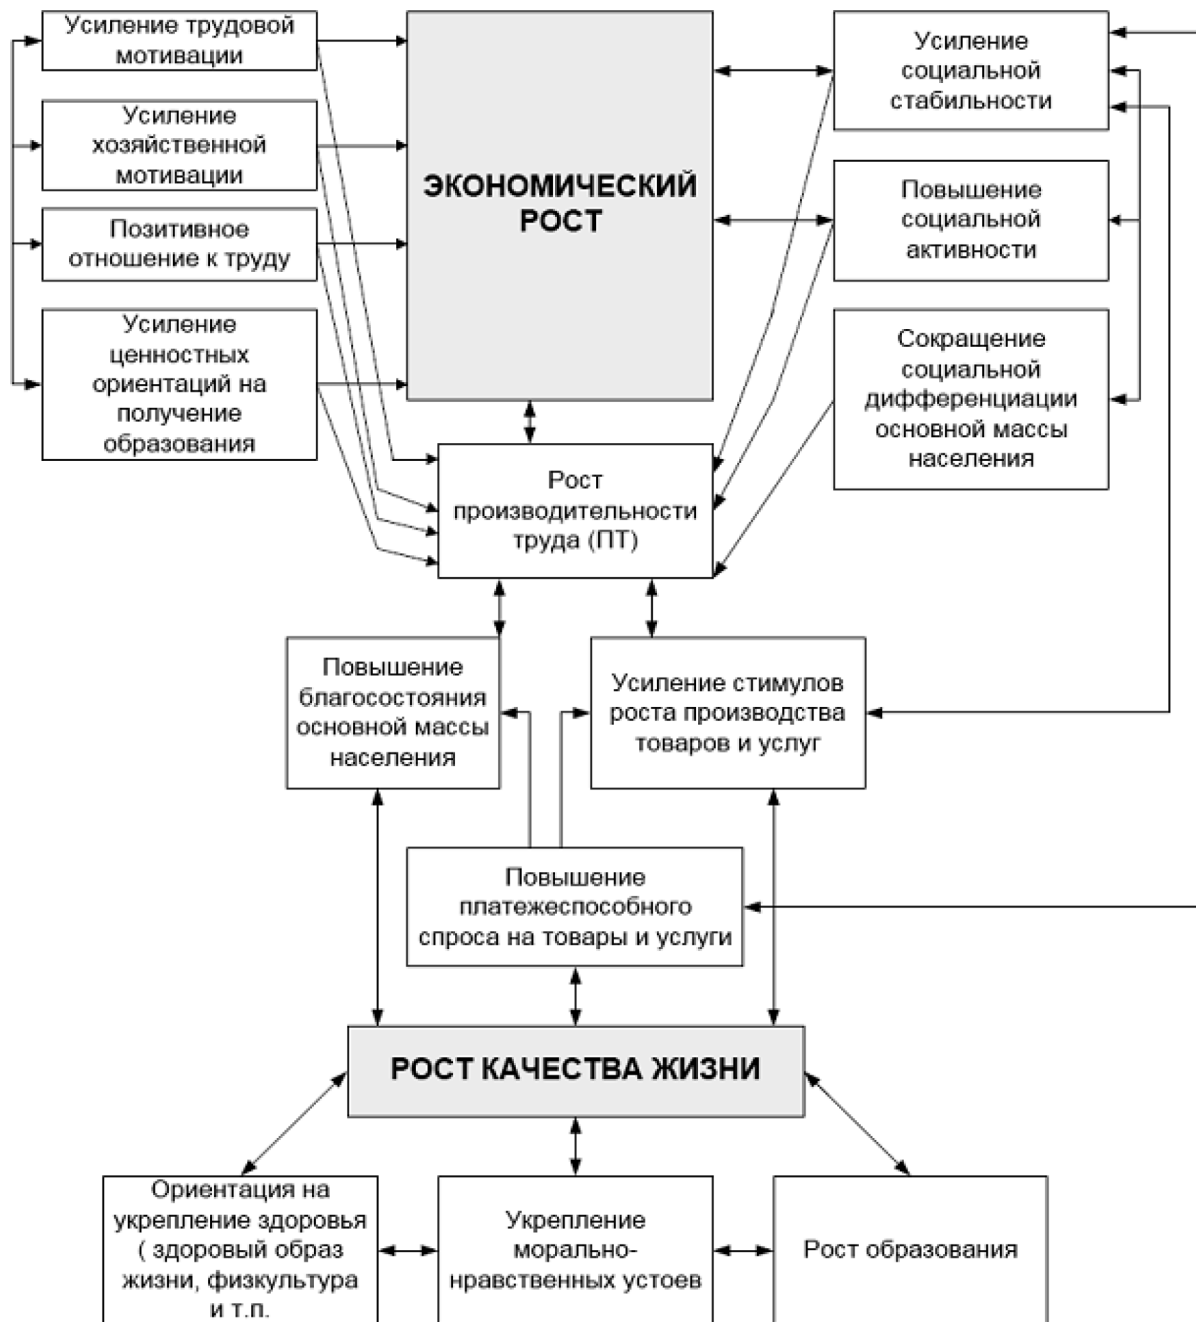 Усиление трудовой
мотивации
Усиление
хозяйственной
мотивации
Позитивное
отношение к труду
Усиление
ценностных
ориентаций на
получение
образования
ЭКОНОМИЧЕСКИЙ
РОСТ
Усиление
социальной
стабильности
Повышение
социальной
активности
Сокращение
социальной
дифференциации
основной массы
населения
Рост
производительности
труда (ПТ)
Повышение
благосостояния
основной массы
населения
Усиление стимулов
роста производства
товаров и услуг
Повышение
платежеспособного
спроса на товары и услуги
РОСТ КАЧЕСТВА ЖИЗНИ
Ориентация на
укрепление здоровья
( здоровый образ
жизни, физкультура
и т.п.
Укрепление
морально-
нравственных устоев
Рост образования